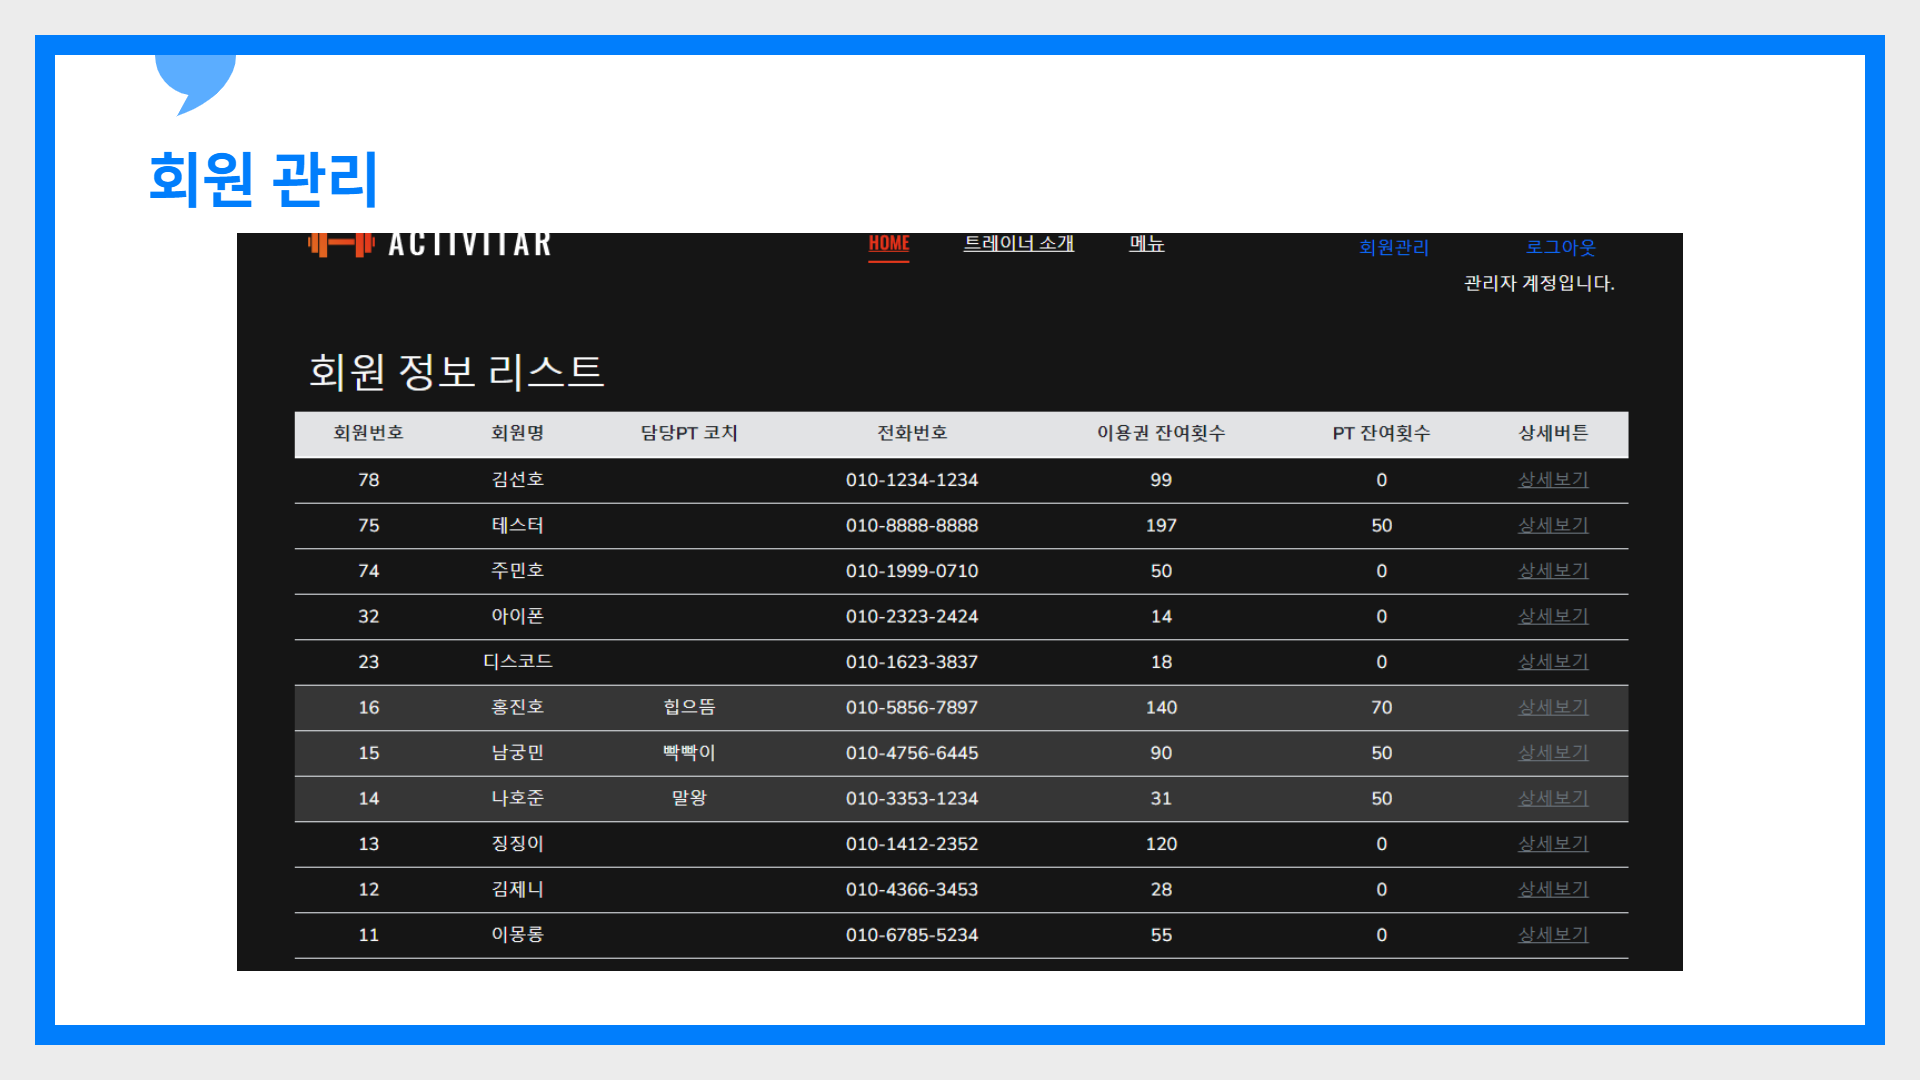 회원 관리
ACTIVITAR HOME 트레이너 소개 메뉴 회원관리 로그아웃
관리자 계정입니다.
회원 정보 리스트
회원번호 회원명 담당PT 코치 전화번호 이용권 잔여횟수 PT 잔여횟수 상세버튼
78 김선호 010-1234-1234 99 0 상세보기
75 테스터 010-8888-8888 197 50 상세보기
74 주민호 010-1999-0710 50 0 상세보기
32 아이폰 010-2323-2424 14 0 상세보기
23 디스코드 010-1623-3837 18 0 상세보기
16 홍진호 힙으뜸 010-5856-7897 140 70 상세보기
15 남궁민 빡빡이 010-4756-6445 90 50 상세보기
14 나호준 말왕 010-3353-1234 31 50 상세보기
13 징징이 010-1412-2352 120 0 상세보기
12 김제니 010-4366-3453 28 0 상세보기
11 이몽룡 010-6785-5234 55 0 상세보기